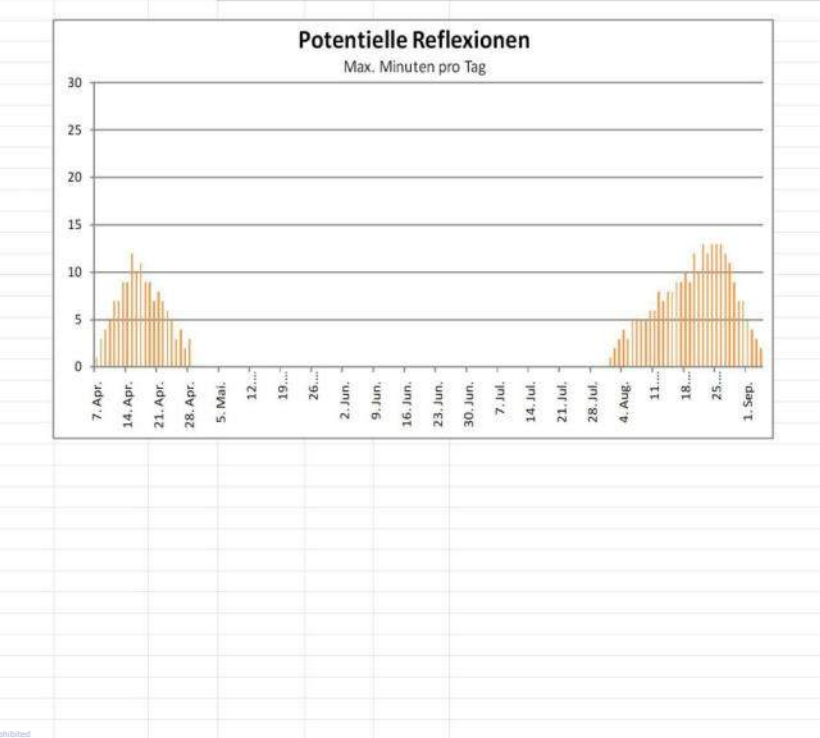 Potentielle Reflexionen
Max. Minuten pro Tag
30
25
20
15
10
5
0
7. Apr.
14. Apr.
21. Apr.
28. Apr.
5. Mai.
12....
19....
26....
2. Jun.
9. Jun.
16. Jun.
23. Jun.
30. Jun.
7. Jul.
14. Jul.
21. Jul.
28. Jul.
4. Aug.
11....
18....
25....
1. Sep.
hibited